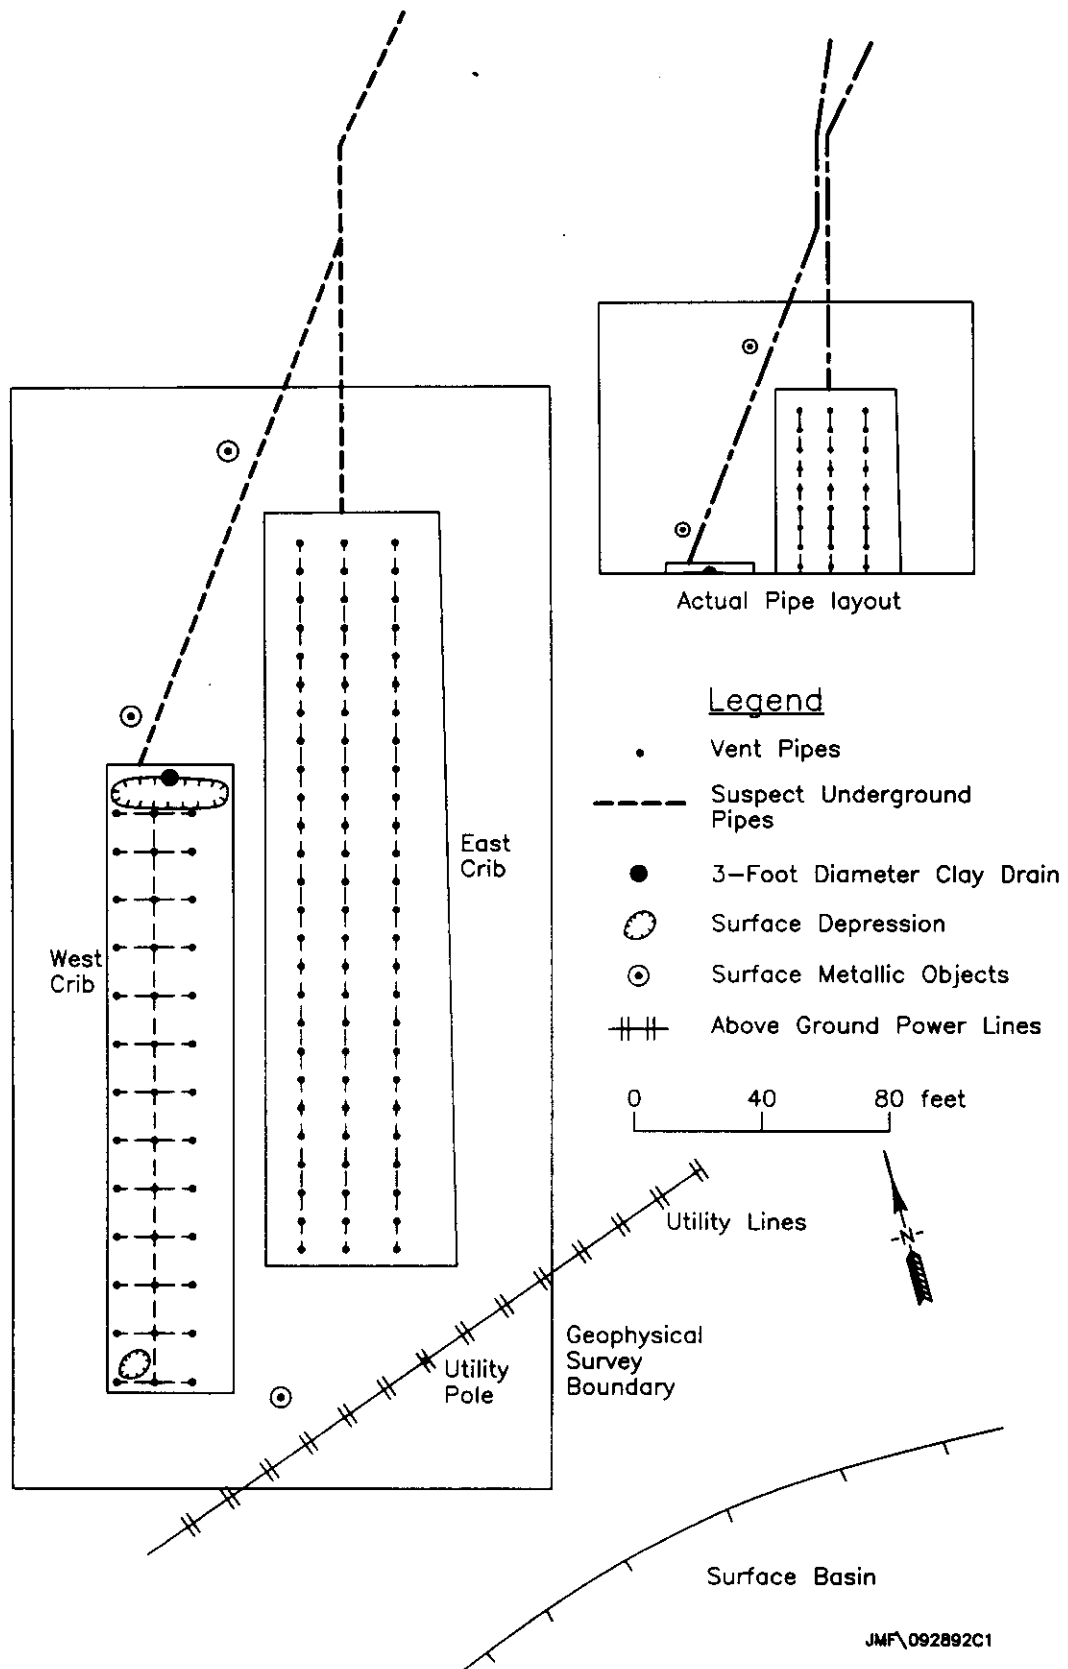 Actual Pipe layout
Legend
Vent Pipes
Suspect Underground
Pipes
3-Foot Diameter Clay Drain
Surface Depression
Surface Metallic Objects
Above Ground Power Lines
0 40 80 feet
East
Crib
West
Crib
Utility Lines
N
Geophysical
Survey
Boundary
Utility
Pole
Surface Basin
JMF\092892C1